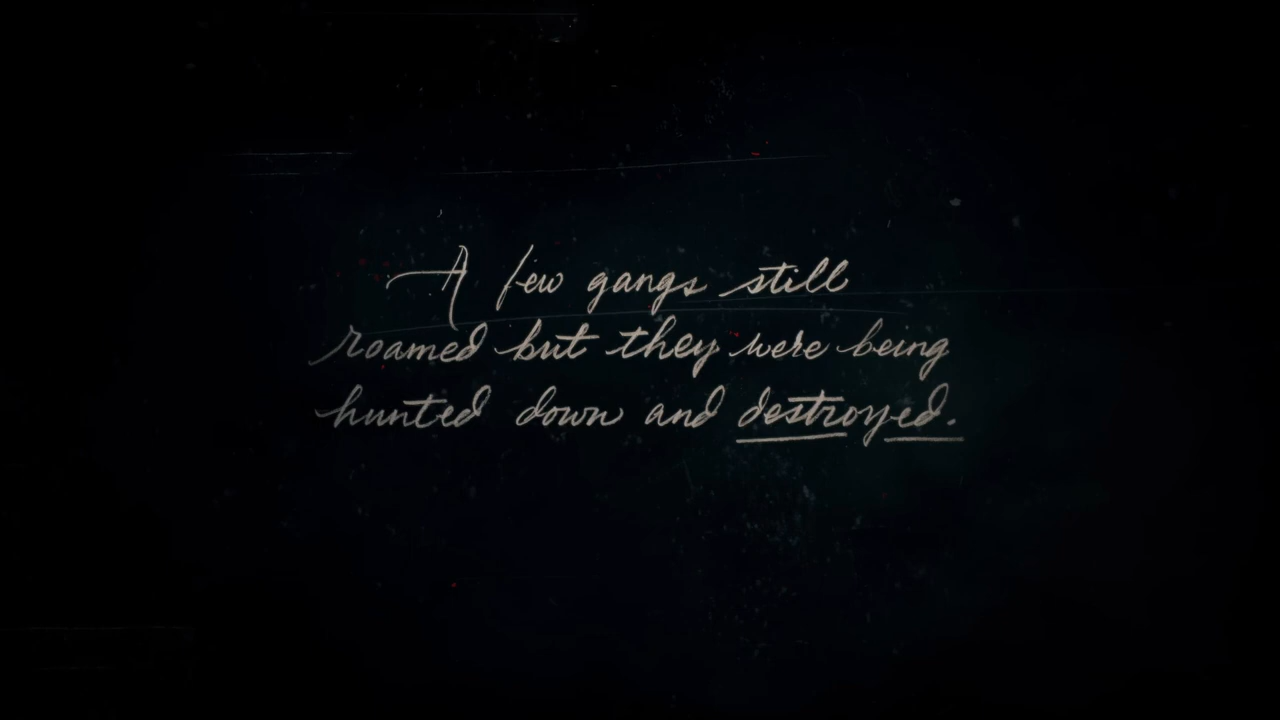 A few gangs still
roamed but they were being
hunted down and destroyed.